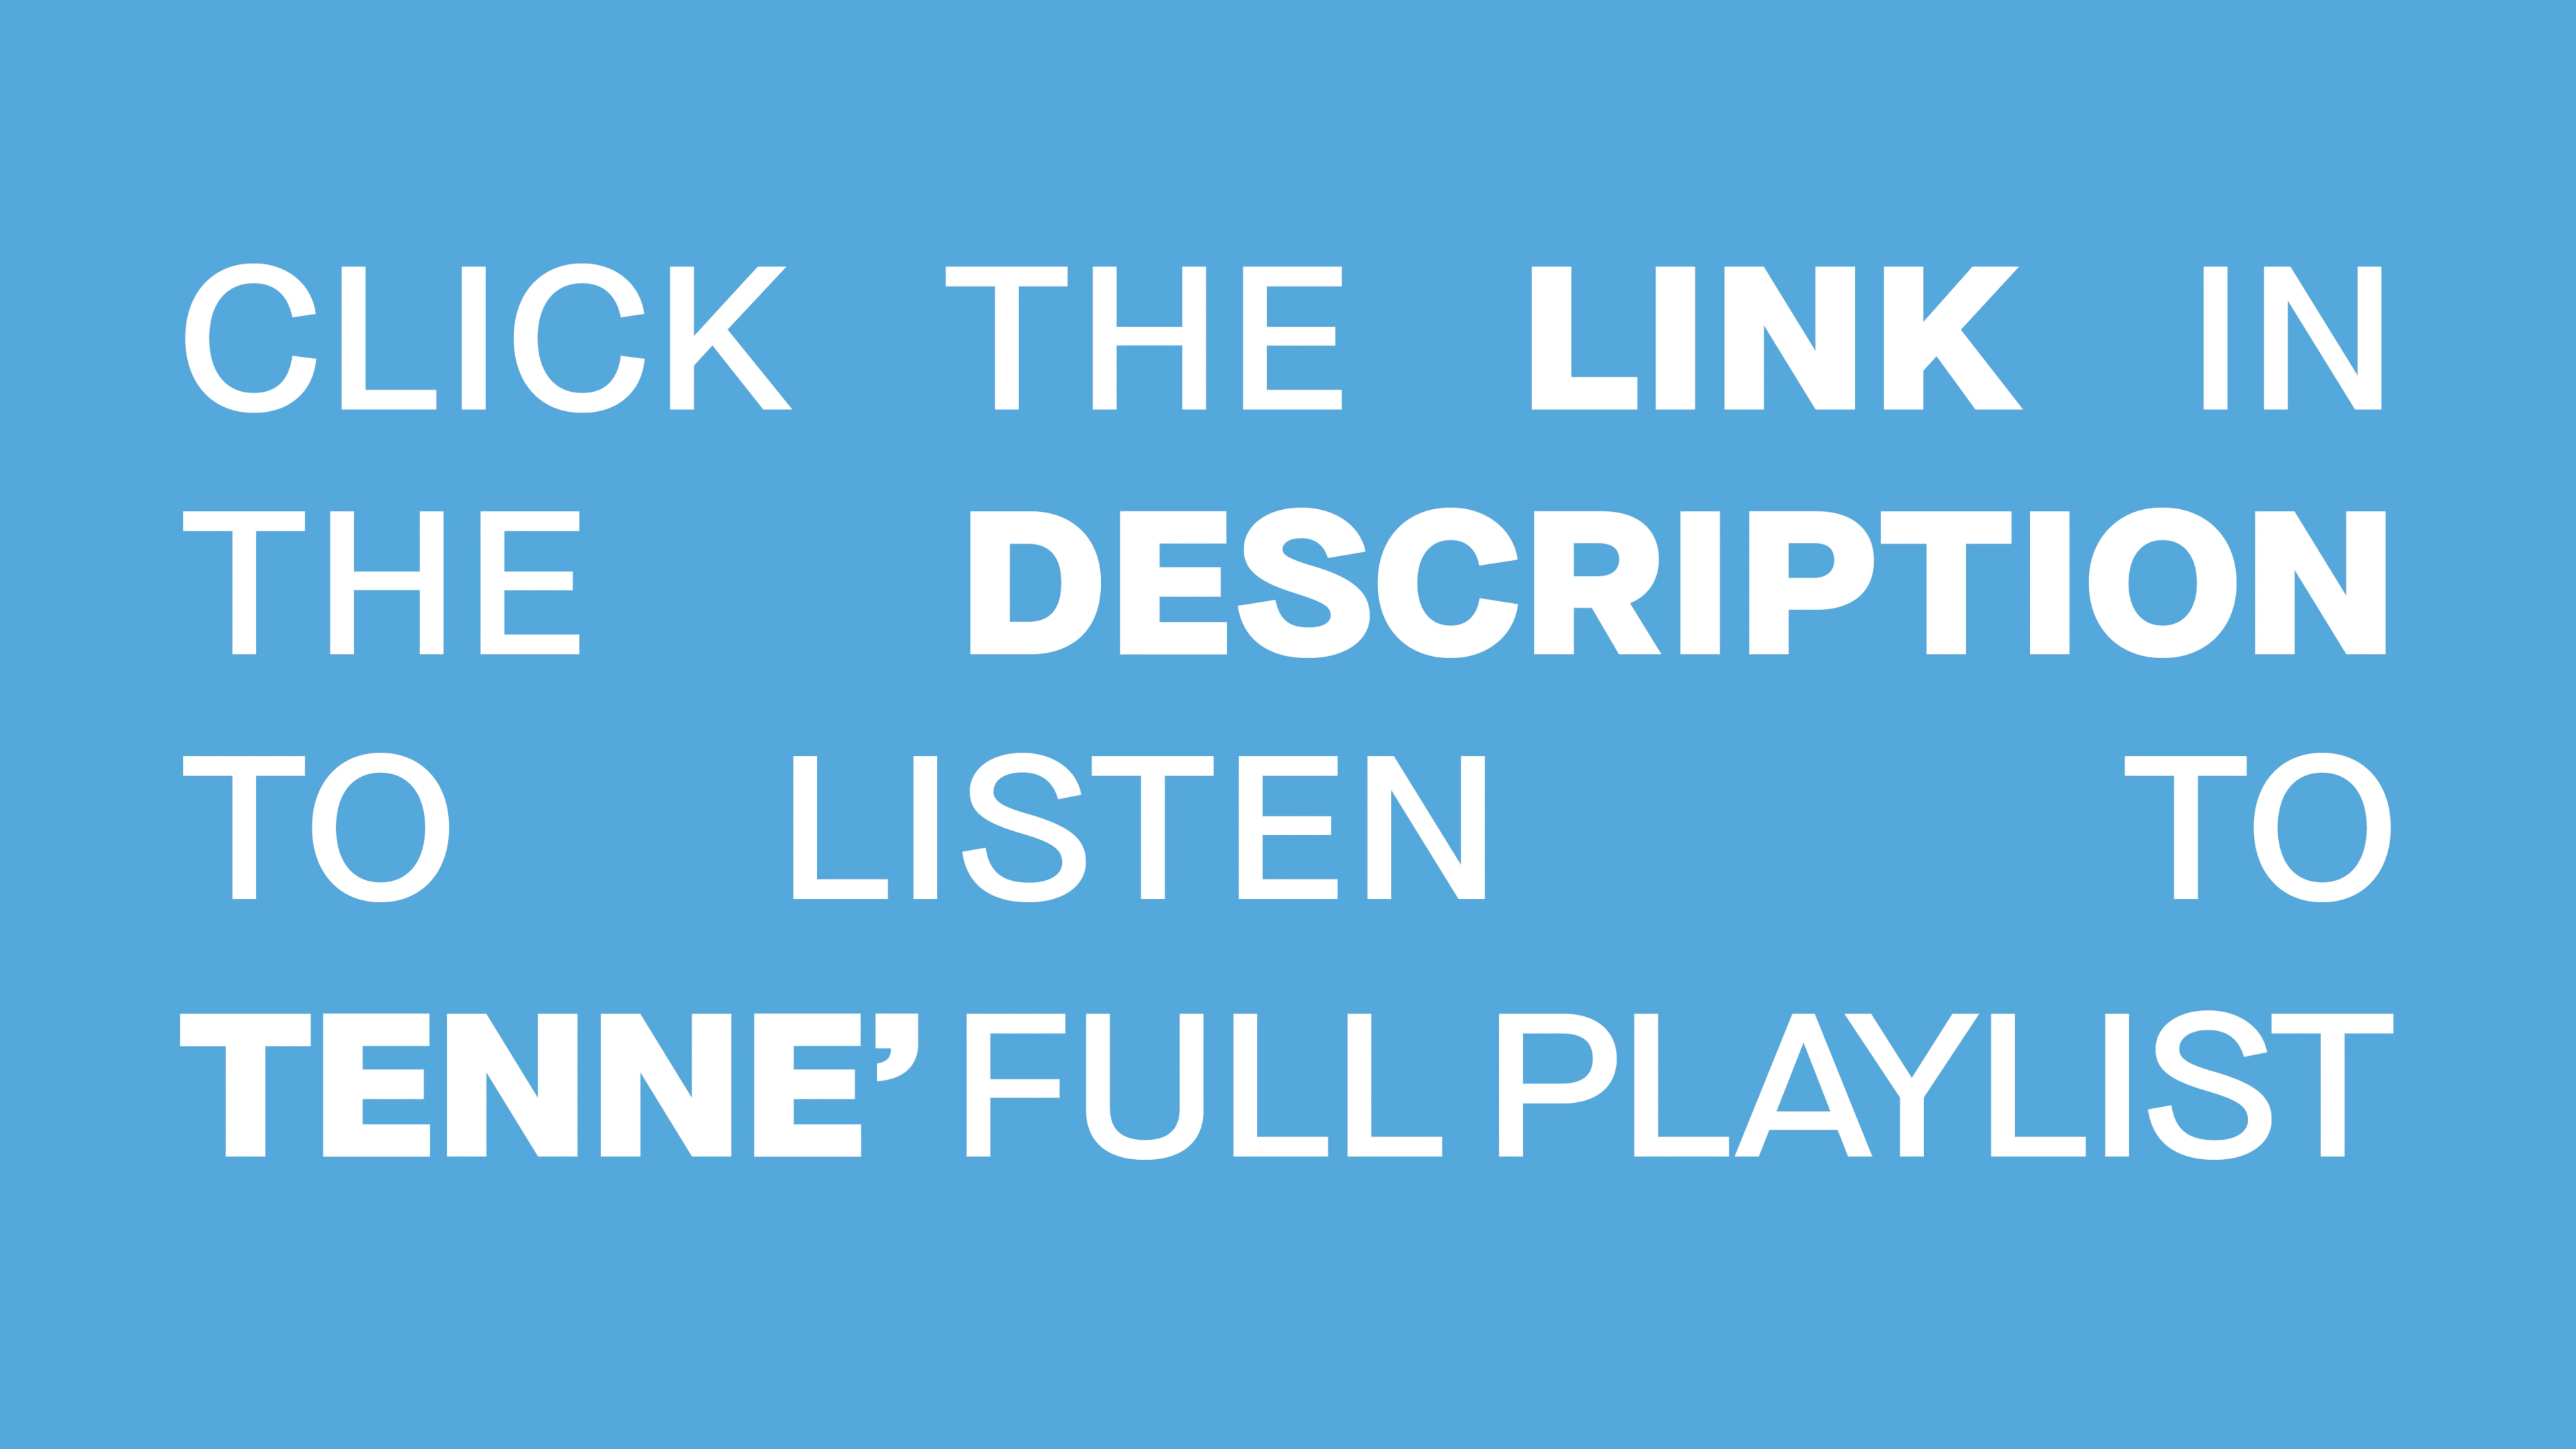 CLICK THE LINK IN
THE DESCRIPTION
TO LISTEN TO
TENNE’ FULL PLAYLIST